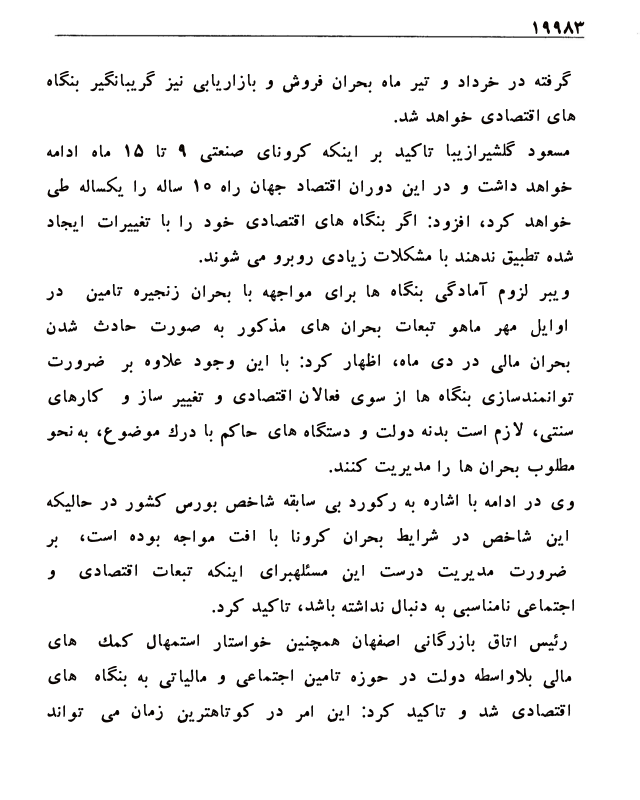 ۱۹۹۸۳
گرفته در خرداد و تیر ماه بحران فروش و بازاریابی نیز گریبانگیر بنگاه
های اقتصادی خواهد شد.
مسعود گلشیرازیبا تاکید بر اینکه کرونای صنعتی ۹ تا ۱۵ ماه ادامه
خواهد داشت و در این دوران اقتصاد جهان راه ۱۰ ساله را یکساله طی
خواهد کرد، افزود: اگر بنگاه های اقتصادی خود را با تغییرات ایجاد
شده تطبیق ندهند با مشکلات زیادی روبرو می شوند.
ویبر لزوم آمادگی بنگاه ها برای مواجهه با بحران زنجیره تامین در
اوایل مهر ماهو تبعات بحران های مذکور به صورت حادث شدن
بحران مالی در دی ماه، اظهار کرد: با این وجود علاوه بر ضرورت
توانمندسازی بنگاه ها از سوی فعالان اقتصادی و تغییر ساز و کارهای
سنتی، لازم است بدنه دولت و دستگاه های حاکم با درك موضوع، به نحو
مطلوب بحران ها را مدیریت کنند.
وی در ادامه با اشاره به رکورد بی سابقه شاخص بورس کشور در حالیکه
این شاخص در شرایط بحران کرونا با افت مواجه بوده است، بر
ضرورت مدیریت درست این مسئلهبرای اینکه تبعات اقتصادی و
اجتماعی نامناسبی به دنبال نداشته باشد، تاکید کرد.
رئیس اتاق بازرگانی اصفهان همچنین خواستار استمهال کمك های
مالی بلاواسطه دولت در حوزه تامین اجتماعی و مالیاتی به بنگاه های
اقتصادی شد و تاکید کرد: این امر در کوتاهترین زمان می تواند